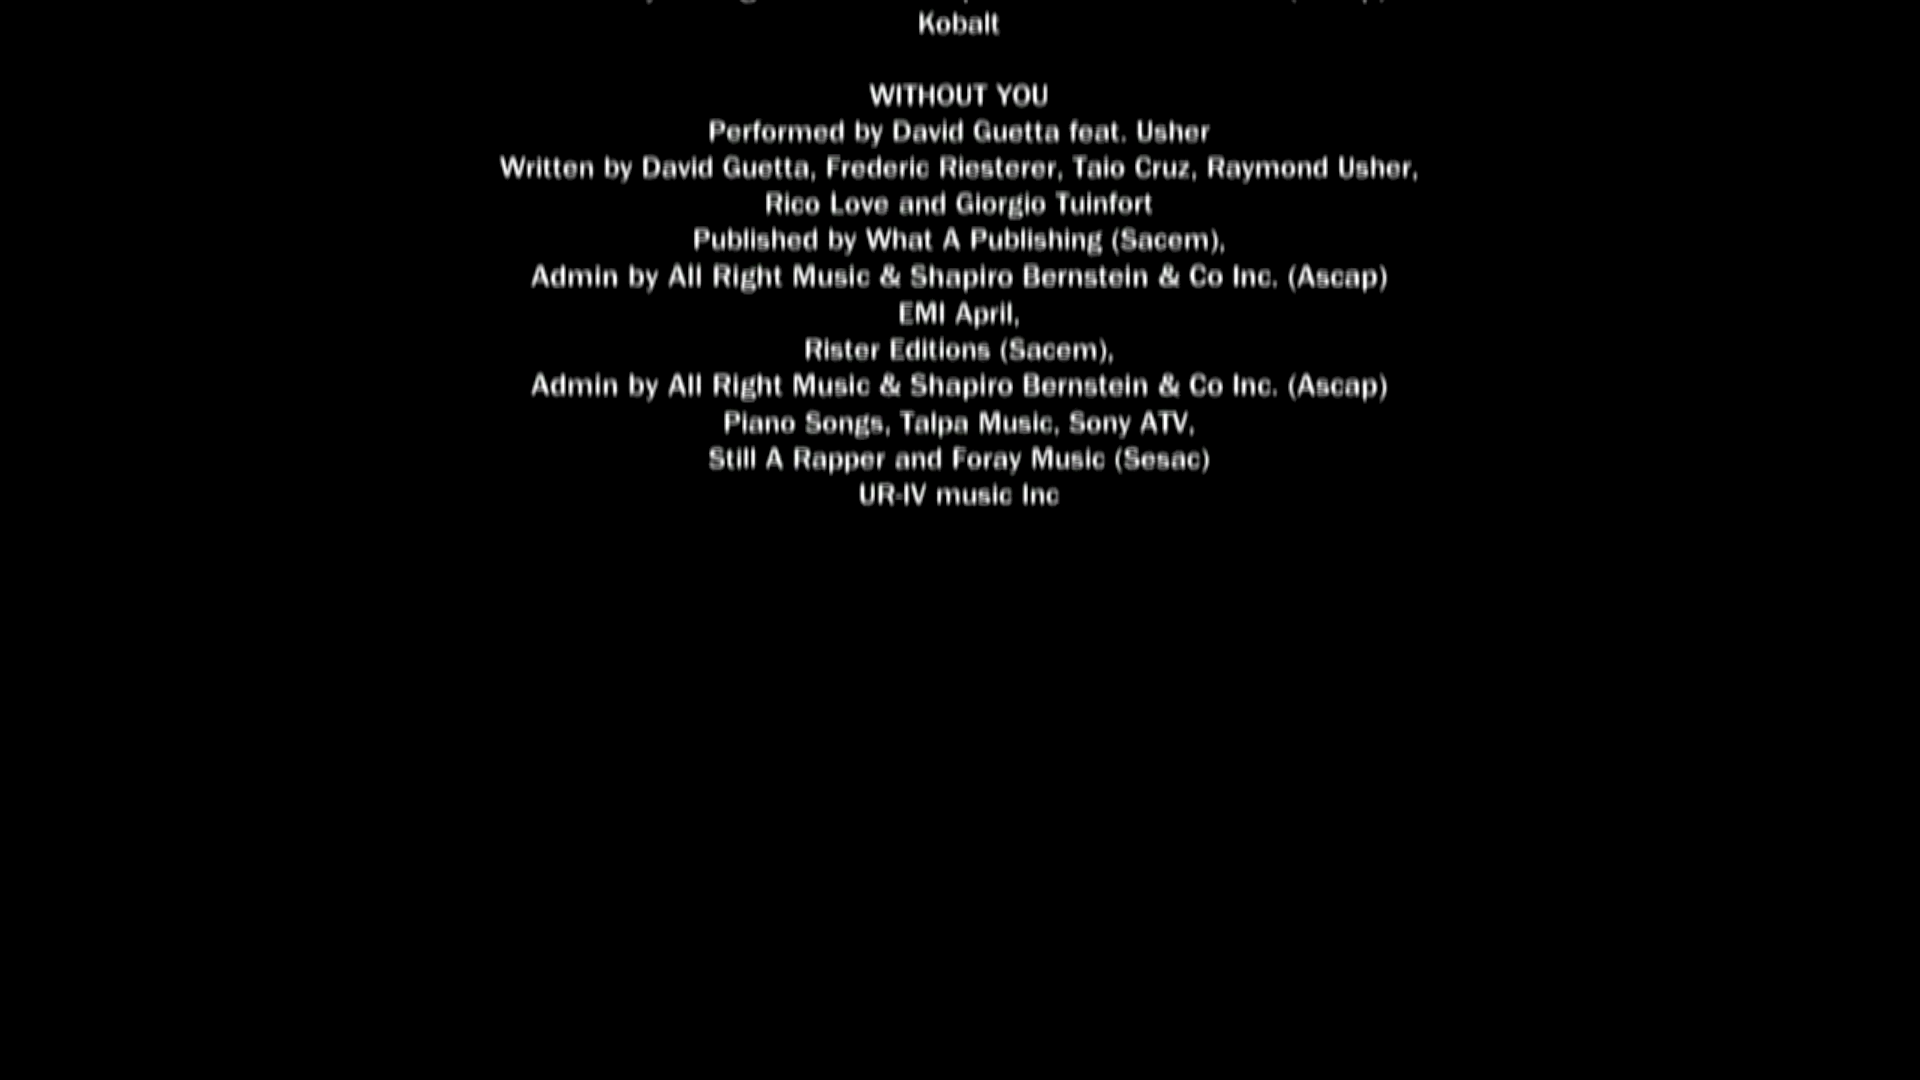 Kobalt
WITHOUT YOU
Performed by David Guetta feat. Usher
Written by David Guetta, Frederic Riesterer, Taio Cruz, Raymond Usher,
Rico Love and Giorgio Tuinfort
Published by What A Publishing (Sacem),
Admin by All Right Music & Shapiro Bernstein & Co Inc. (Ascap)
EMI April,
Rister Editions (Sacem),
Admin by All Right Music & Shapiro Bernstein & Co Inc. (Ascap)
Piano Songs, Talpa Music, Sony ATV,
Still A Rapper and Foray Music (Sesac)
UR-IV music Inc